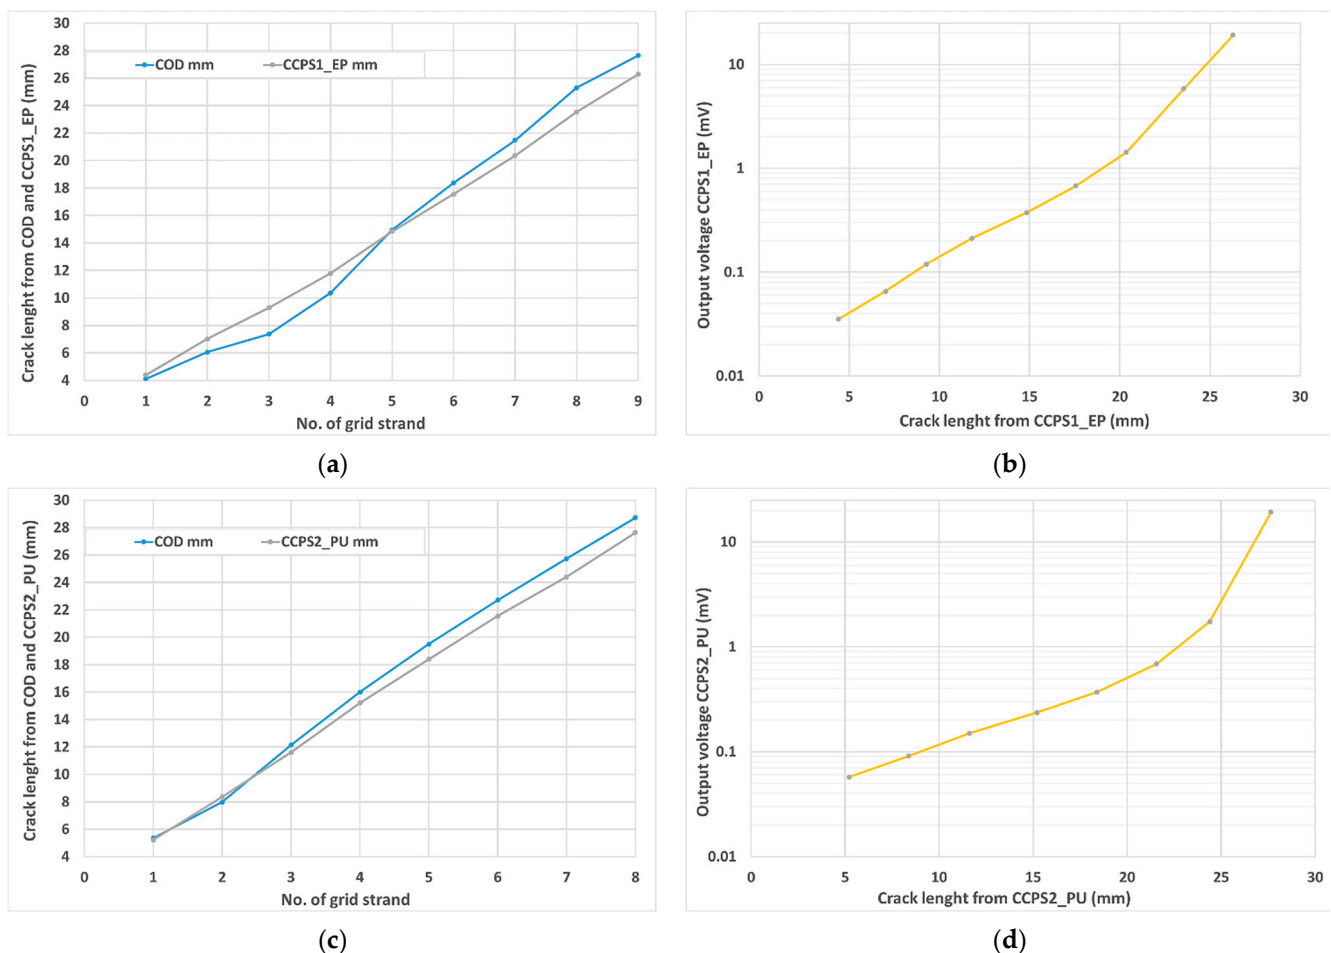 30
28
26
24
22
20
18
16
14
12
10
8
6
4
0 1 2 3 4 5 6 7 8 9
COD mm CCPS1_EP mm
Crack lenght from COD and CCPS1_EP (mm)
No. of grid strand
(a)
10
1
0.1
0.01
0 5 10 15 20 25 30
Output voltage CCPS1_EP (mV)
Crack lenght from CCPS1_EP (mm)
(b)
30
28
26
24
22
20
18
16
14
12
10
8
6
4
0 1 2 3 4 5 6 7 8
COD mm CCPS2_PU mm
Crack lenght from COD and CCPS2_PU (mm)
No. of grid strand
(c)
10
1
0.1
0.01
0 5 10 15 20 25 30
Output voltage CCPS2_PU (mV)
Crack lenght from CCPS2_PU (mm)
(d)